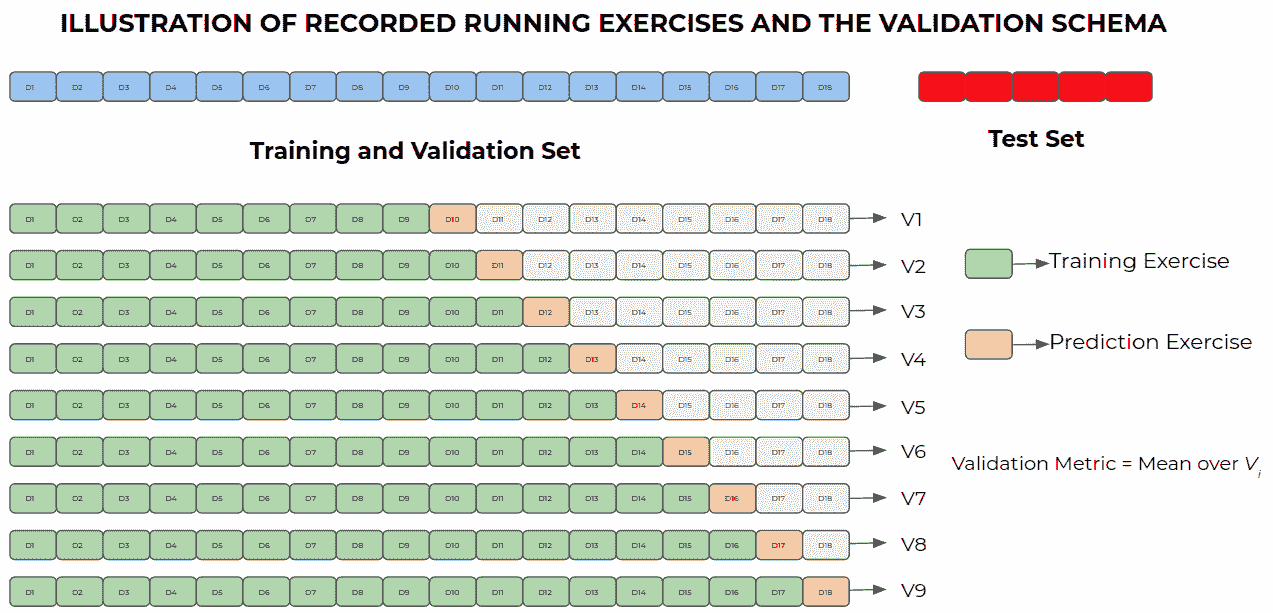 ILLUSTRATION OF RECORDED RUNNING EXERCISES AND THE VALIDATION SCHEMA
D1 D2 D3 D4 D5 D6 D7 D8 D9 D10 D11 D12 D13 D14 D15 D16 D17 D18
Training and Validation Set
Test Set
D1 D2 D3 D4 D5 D6 D7 D8 D9 D10 D11 D12 D13 D14 D15 D16 D17 D18 V1
D1 D2 D3 D4 D5 D6 D7 D8 D9 D10 D11 D12 D13 D14 D15 D16 D17 D18 V2
Training Exercise
D1 D2 D3 D4 D5 D6 D7 D8 D9 D10 D11 D12 D13 D14 D15 D16 D17 D18 V3
Prediction Exercise
D1 D2 D3 D4 D5 D6 D7 D8 D9 D10 D11 D12 D13 D14 D15 D16 D17 D18 V4
D1 D2 D3 D4 D5 D6 D7 D8 D9 D10 D11 D12 D13 D14 D15 D16 D17 D18 V5
D1 D2 D3 D4 D5 D6 D7 D8 D9 D10 D11 D12 D13 D14 D15 D16 D17 D18 V6
Validation Metric = Mean over Vi
D1 D2 D3 D4 D5 D6 D7 D8 D9 D10 D11 D12 D13 D14 D15 D16 D17 D18 V7
D1 D2 D3 D4 D5 D6 D7 D8 D9 D10 D11 D12 D13 D14 D15 D16 D17 D18 V8
D1 D2 D3 D4 D5 D6 D7 D8 D9 D10 D11 D12 D13 D14 D15 D16 D17 D18 V9